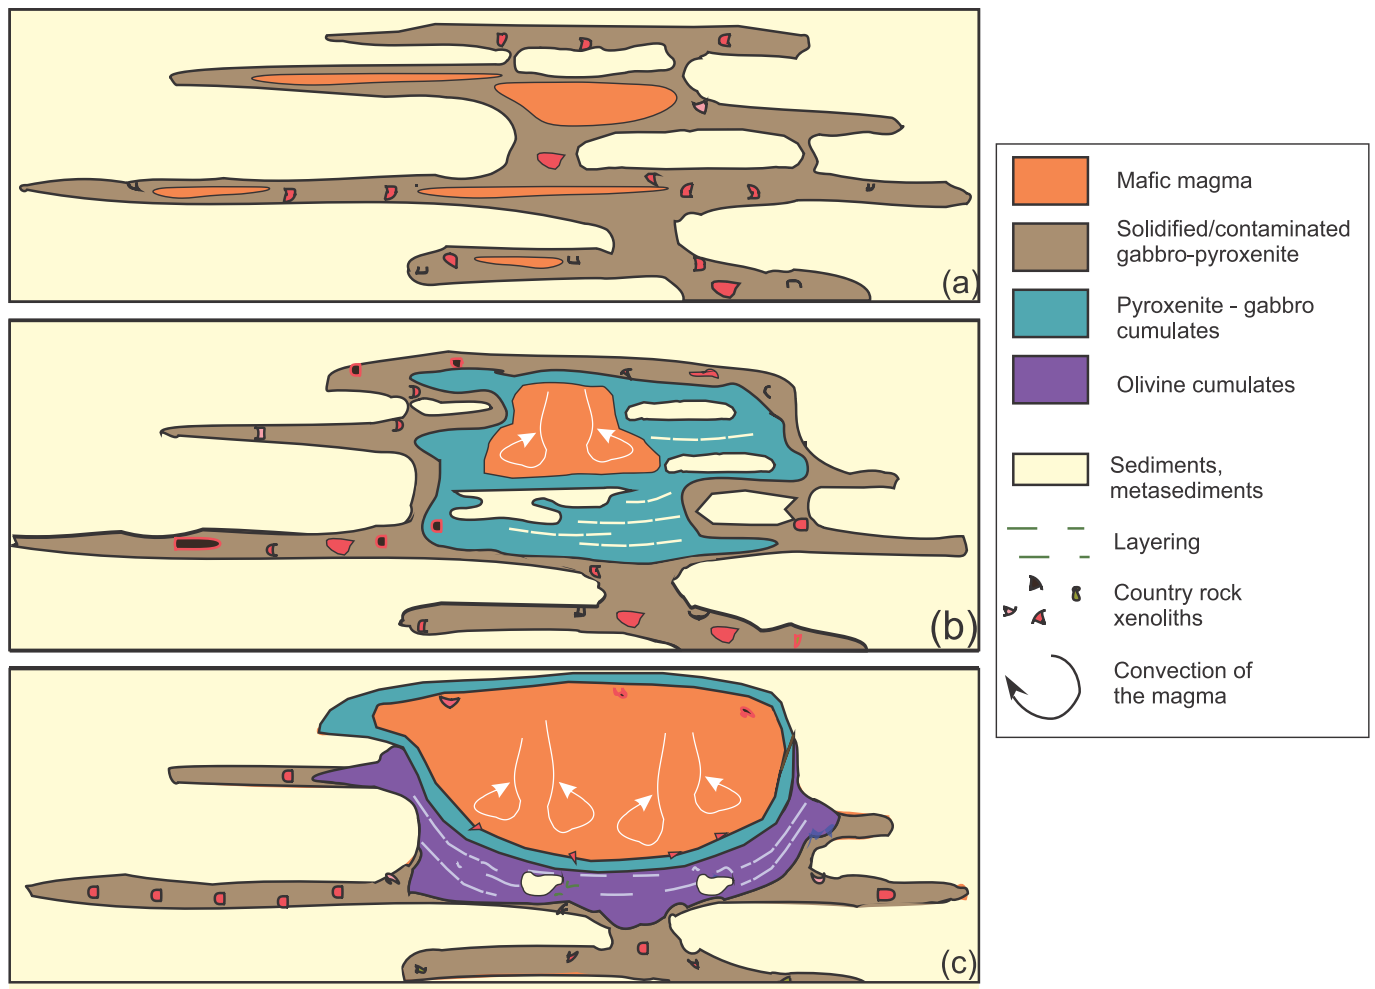 (a)
(b)
(c)
Mafic magma
Solidified/contaminated
gabbro-pyroxenite
Pyroxenite - gabbro
cumulates
Olivine cumulates
Sediments,
metasediments
Layering
Country rock
xenoliths
Convection of
the magma